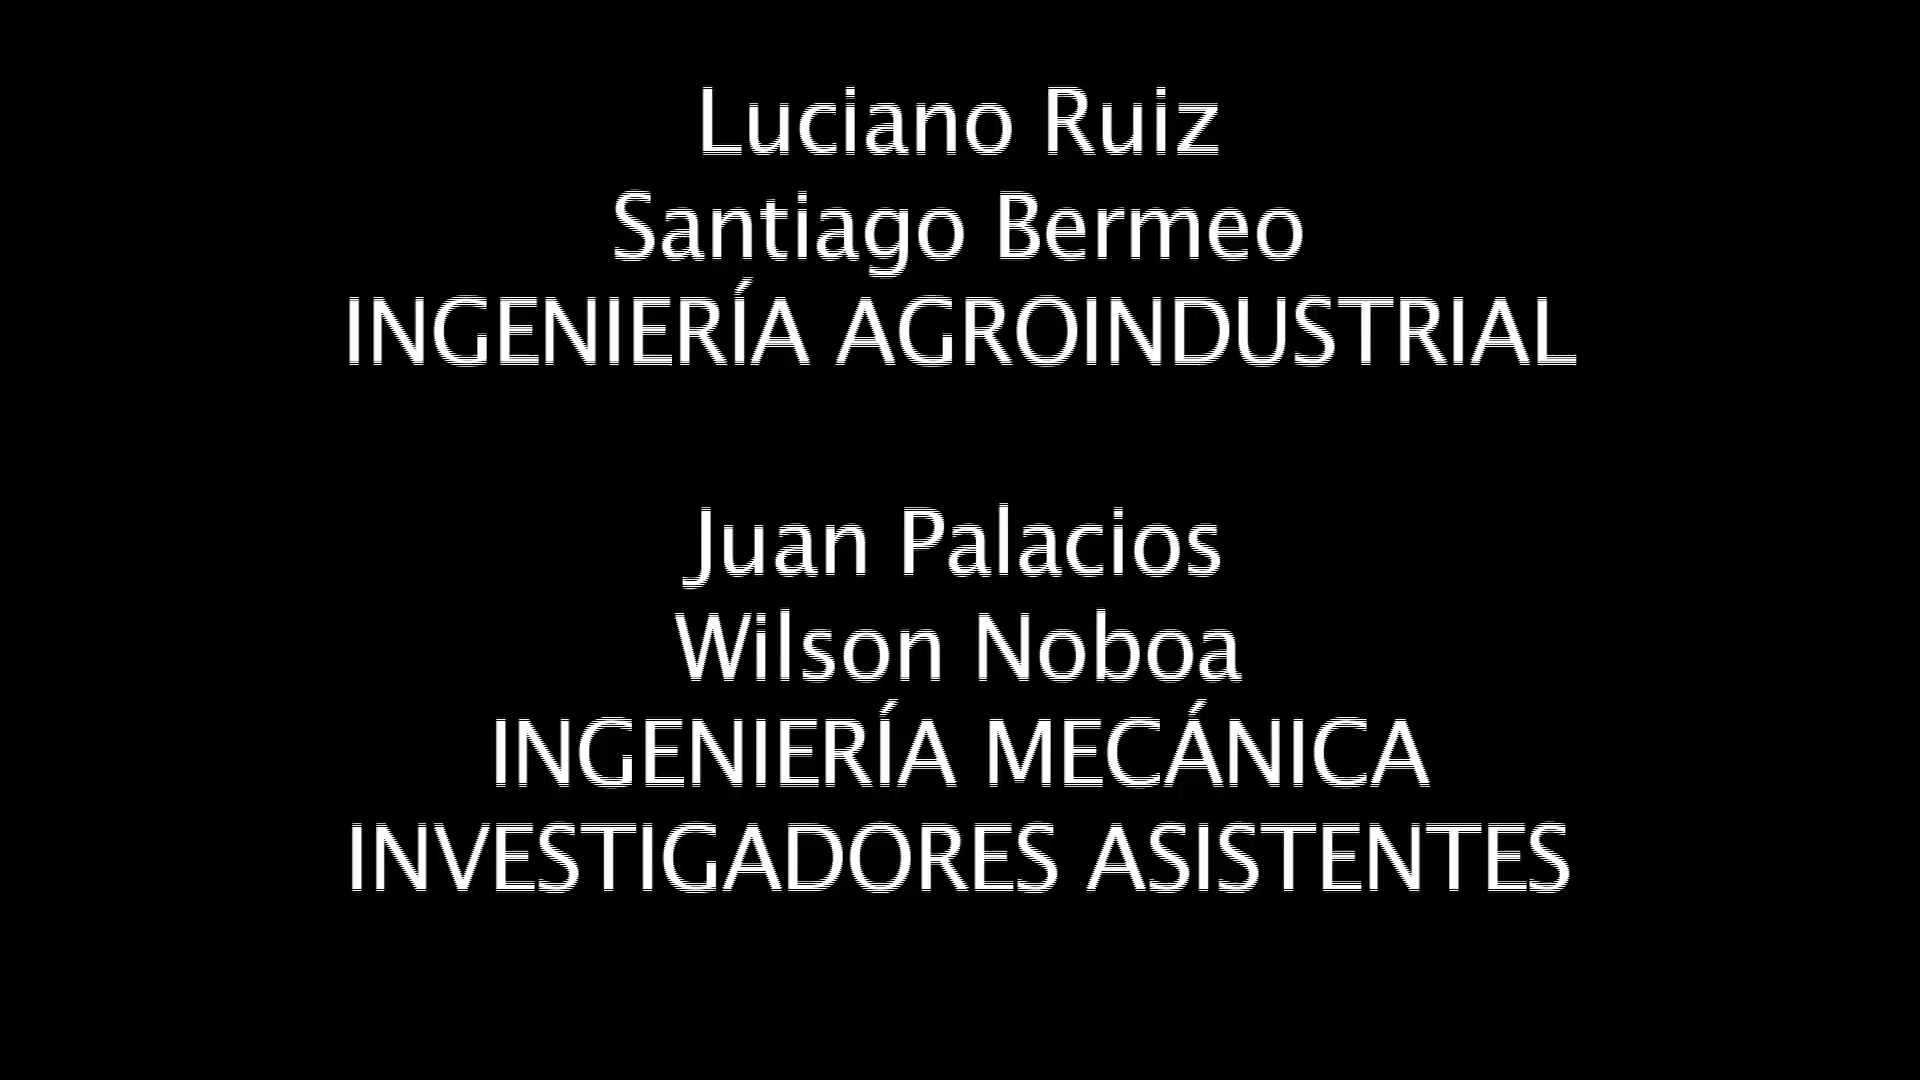 Luciano Ruiz
Santiago Bermeo
INGENIERÍA AGROINDUSTRIAL
Juan Palacios
Wilson Noboa
INGENIERÍA MECÁNICA
INVESTIGADORES ASISTENTES